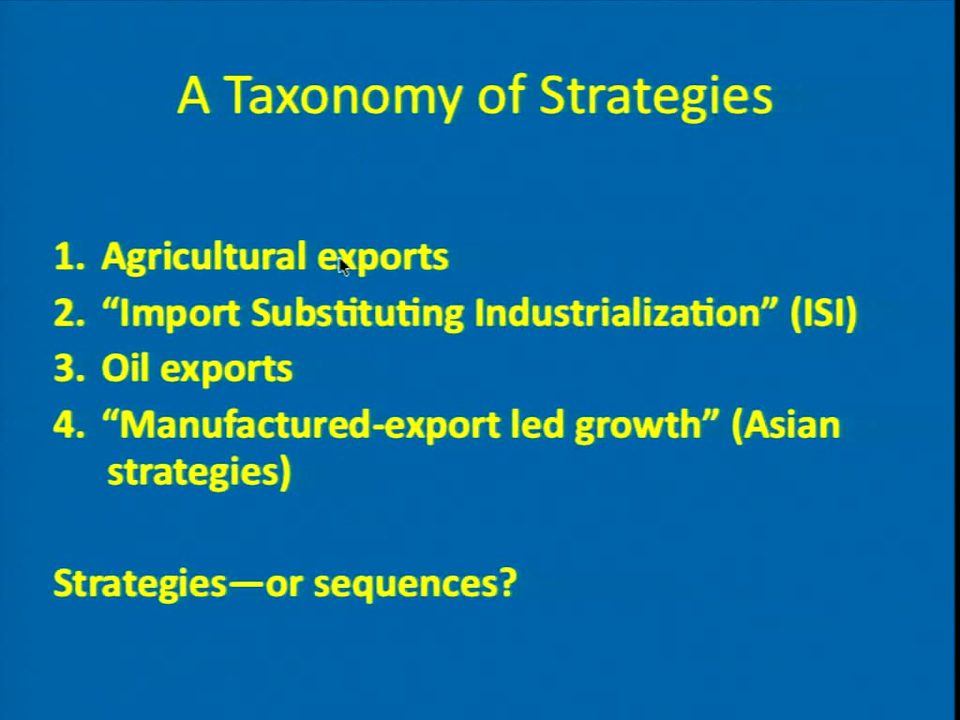 A Taxonomy of Strategies
1. Agricultural exports
2. “Import Substituting Industrialization” (ISI)
3. Oil exports
4. “Manufactured-export led growth” (Asian
strategies)
Strategies—or sequences?